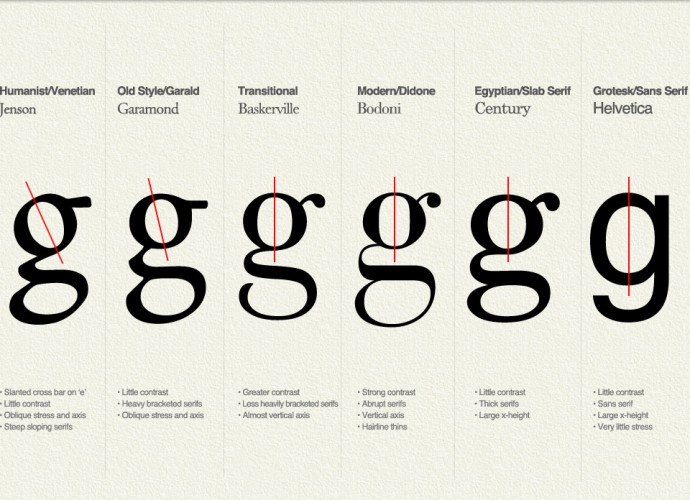 Humanist/Venetian
Jenson
g
• Slanted cross bar on 'e'
• Little contrast
• Oblique stress and axis
• Steep sloping serifs
Old Style/Garald
Garamond
g
• Little contrast
• Heavy bracketed serifs
• Oblique stress and axis
Transitional
Baskerville
g
• Greater contrast
• Less heavily bracketed serifs
• Almost vertical axis
Modern/Didone
Bodoni
g
• Strong contrast
• Abrupt serifs
• Vertical axis
• Hairline thins
Egyptian/Slab Serif
Century
g
• Little contrast
• Thick serifs
• Large x-height
Grotesk/Sans Serif
Helvetica
g
• Little contrast
• Sans serif
• Large x-height
• Very little stress